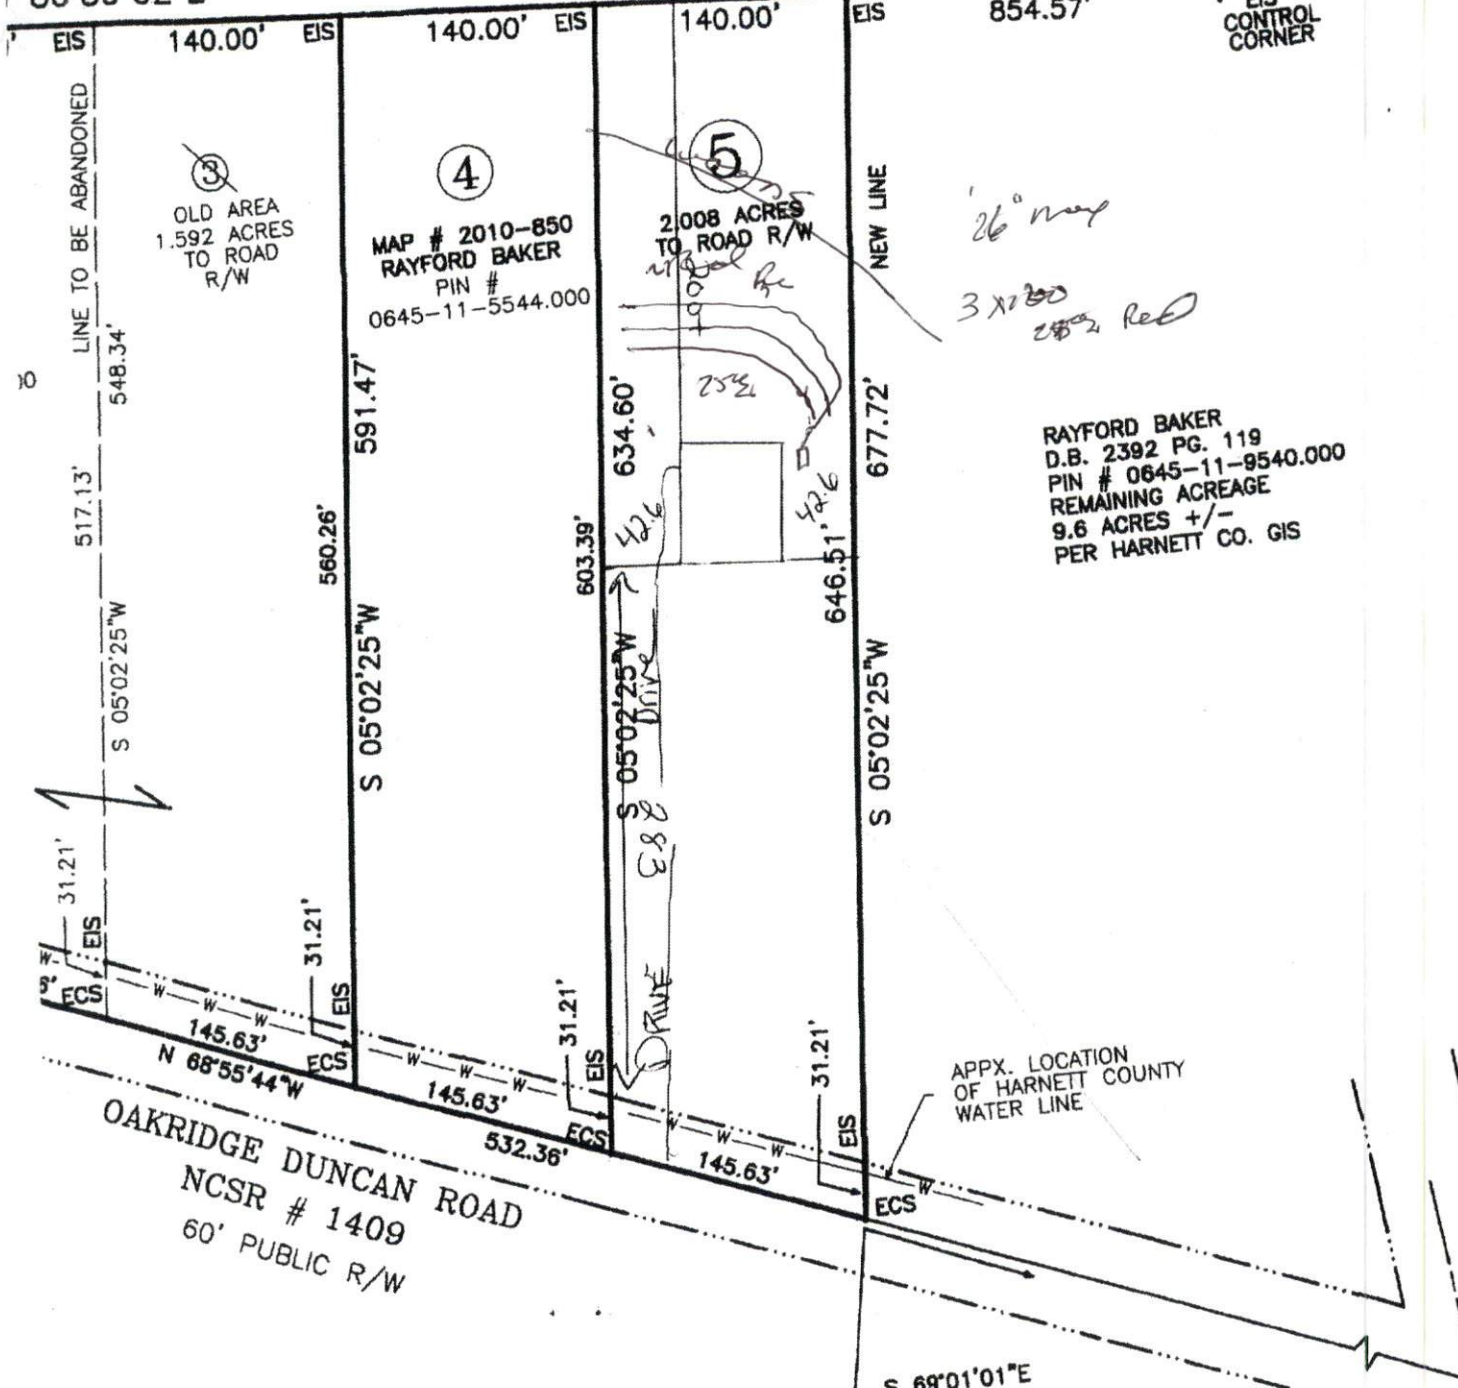 EIS
140.00'
EIS
140.00'
EIS
140.00'
EIS
854.57'
EIS
CONTROL
CORNER
LINE TO BE ABANDONED
3
OLD AREA
1.592 ACRES
TO ROAD
R/W
4
MAP # 2010-850
RAYFORD BAKER
PIN #
0645-11-5544.000
5
2.008 ACRES
TO ROAD R/W
NEW LINE
26" max
548.34'
517.13'
S 05°02'25"W
591.47'
560.26'
S 05°02'25"W
634.60'
603.39'
S 05°02'25"W
42.6
42.6
677.72'
646.51'
S 05°02'25"W
RAYFORD BAKER
D.B. 2392 PG. 119
PIN # 0645-11-9540.000
REMAINING ACREAGE
9.6 ACRES +/-
PER HARNETT CO. GIS
Drive
283
DRIVE
31.21'
EIS
31.21'
EIS
31.21'
EIS
31.21'
EIS
W
6' ECS
W W W
145.63'
N 68°55'44"W
ECS
W W W
145.63'
532.36'
ECS
W W W
145.63'
ECS
W
APPX. LOCATION
OF HARNETT COUNTY
WATER LINE
OAKRIDGE DUNCAN ROAD
NCSR # 1409
60' PUBLIC R/W
S 69°01'01"E